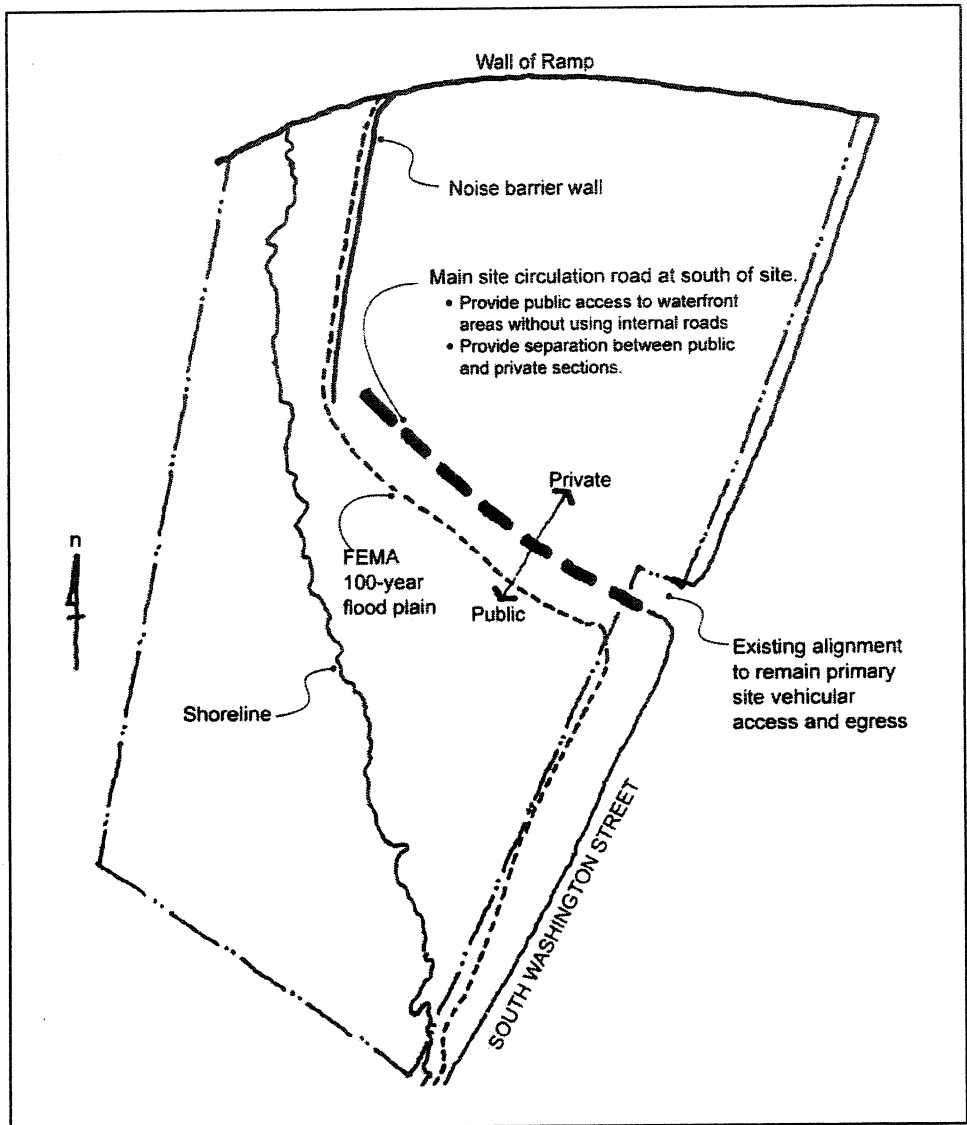 Wall of Ramp
Noise barrier wall
Main site circulation road at south of site.
• Provide public access to waterfront
areas without using internal roads
• Provide separation between public
and private sections.
Private
n
FEMA
100-year
flood plain
Public
Existing alignment
to remain primary
site vehicular
access and egress
Shoreline
SOUTH WASHINGTON STREET